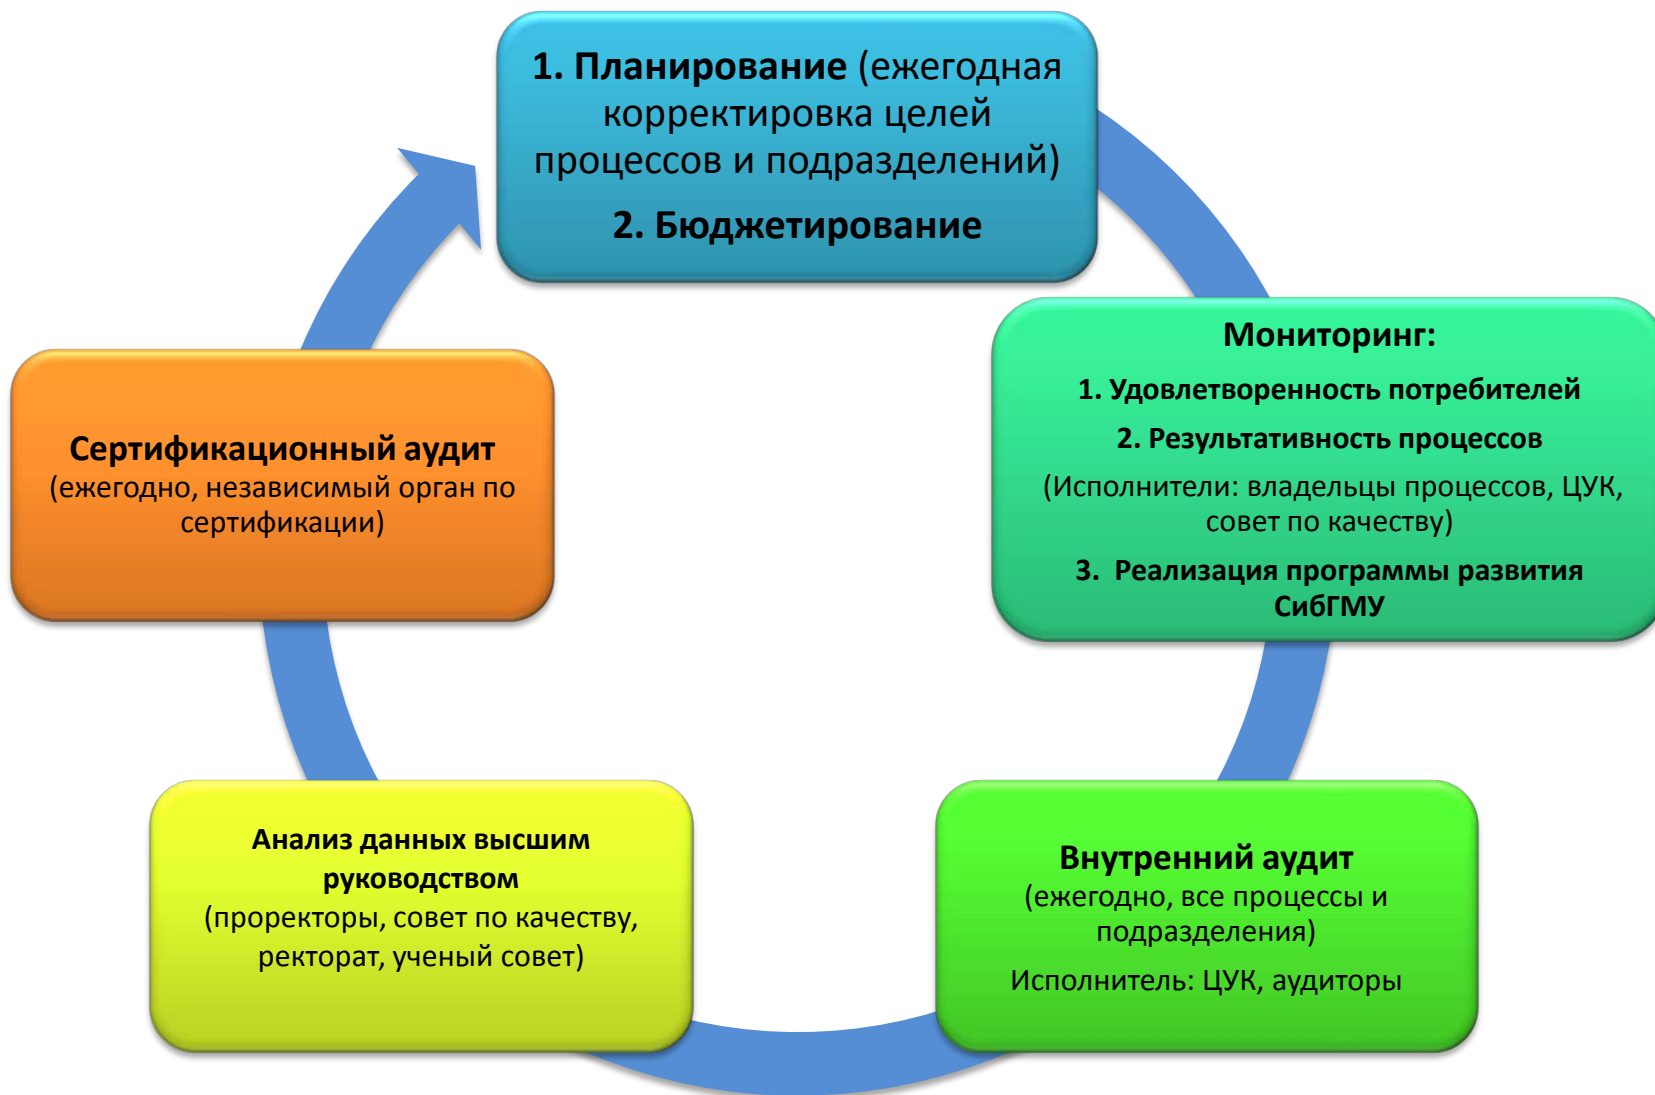 1. Планирование (ежегодная
корректировка целей
процессов и подразделений)
2. Бюджетирование
Мониторинг:
1. Удовлетворенность потребителей
2. Результативность процессов
(Исполнители: владельцы процессов, ЦУК,
совет по качеству)
3. Реализация программы развития
СибГМУ
Внутренний аудит
(ежегодно, все процессы и
подразделения)
Исполнитель: ЦУК, аудиторы
Анализ данных высшим
руководством
(проректоры, совет по качеству,
ректорат, ученый совет)
Сертификационный аудит
(ежегодно, независимый орган по
сертификации)